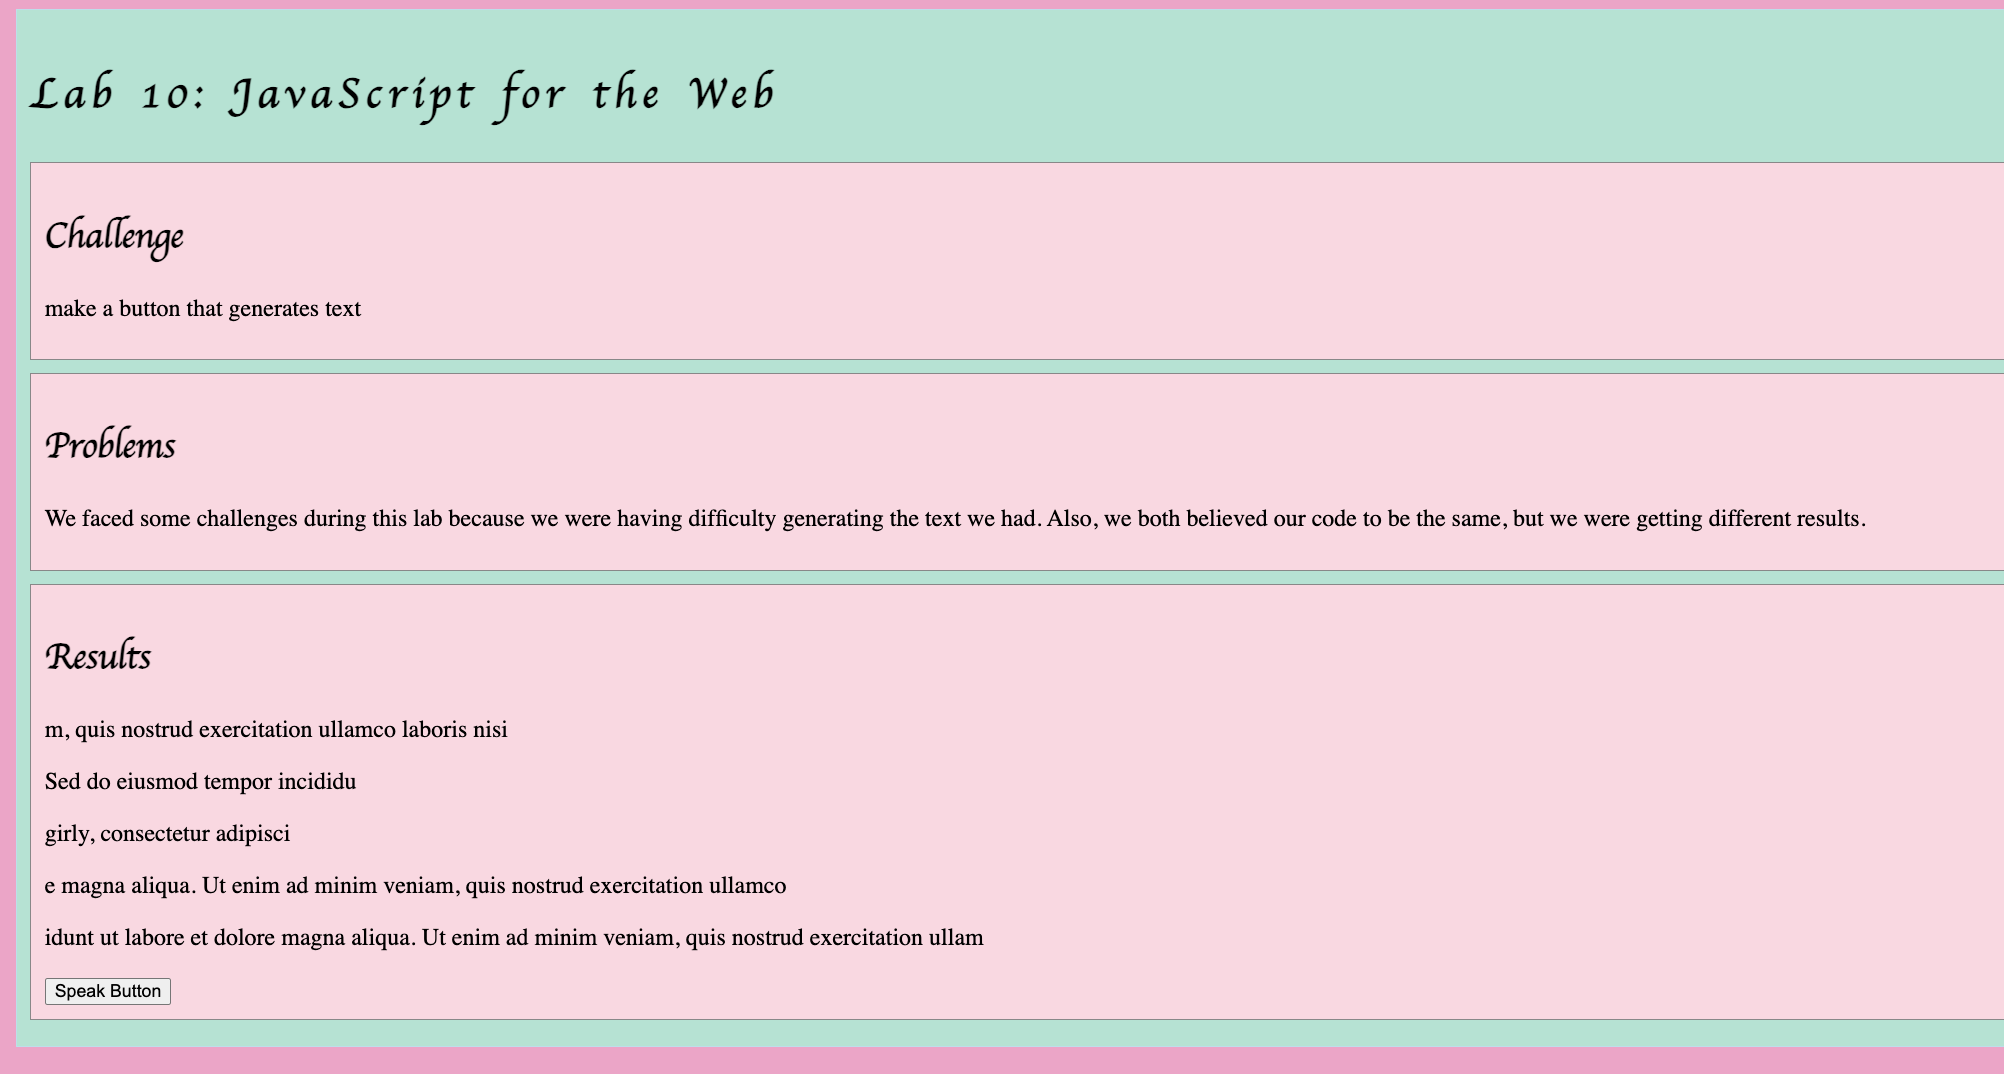 Lab 10: JavaScript for the Web
Challenge
make a button that generates text
Problems
We faced some challenges during this lab because we were having difficulty generating the text we had. Also, we both believed our code to be the same, but we were getting different results.
Results
m, quis nostrud exercitation ullamco laboris nisi
Sed do eiusmod tempor incididu
girly, consectetur adipisci
e magna aliqua. Ut enim ad minim veniam, quis nostrud exercitation ullamco
idunt ut labore et dolore magna aliqua. Ut enim ad minim veniam, quis nostrud exercitation ullam
Speak Button